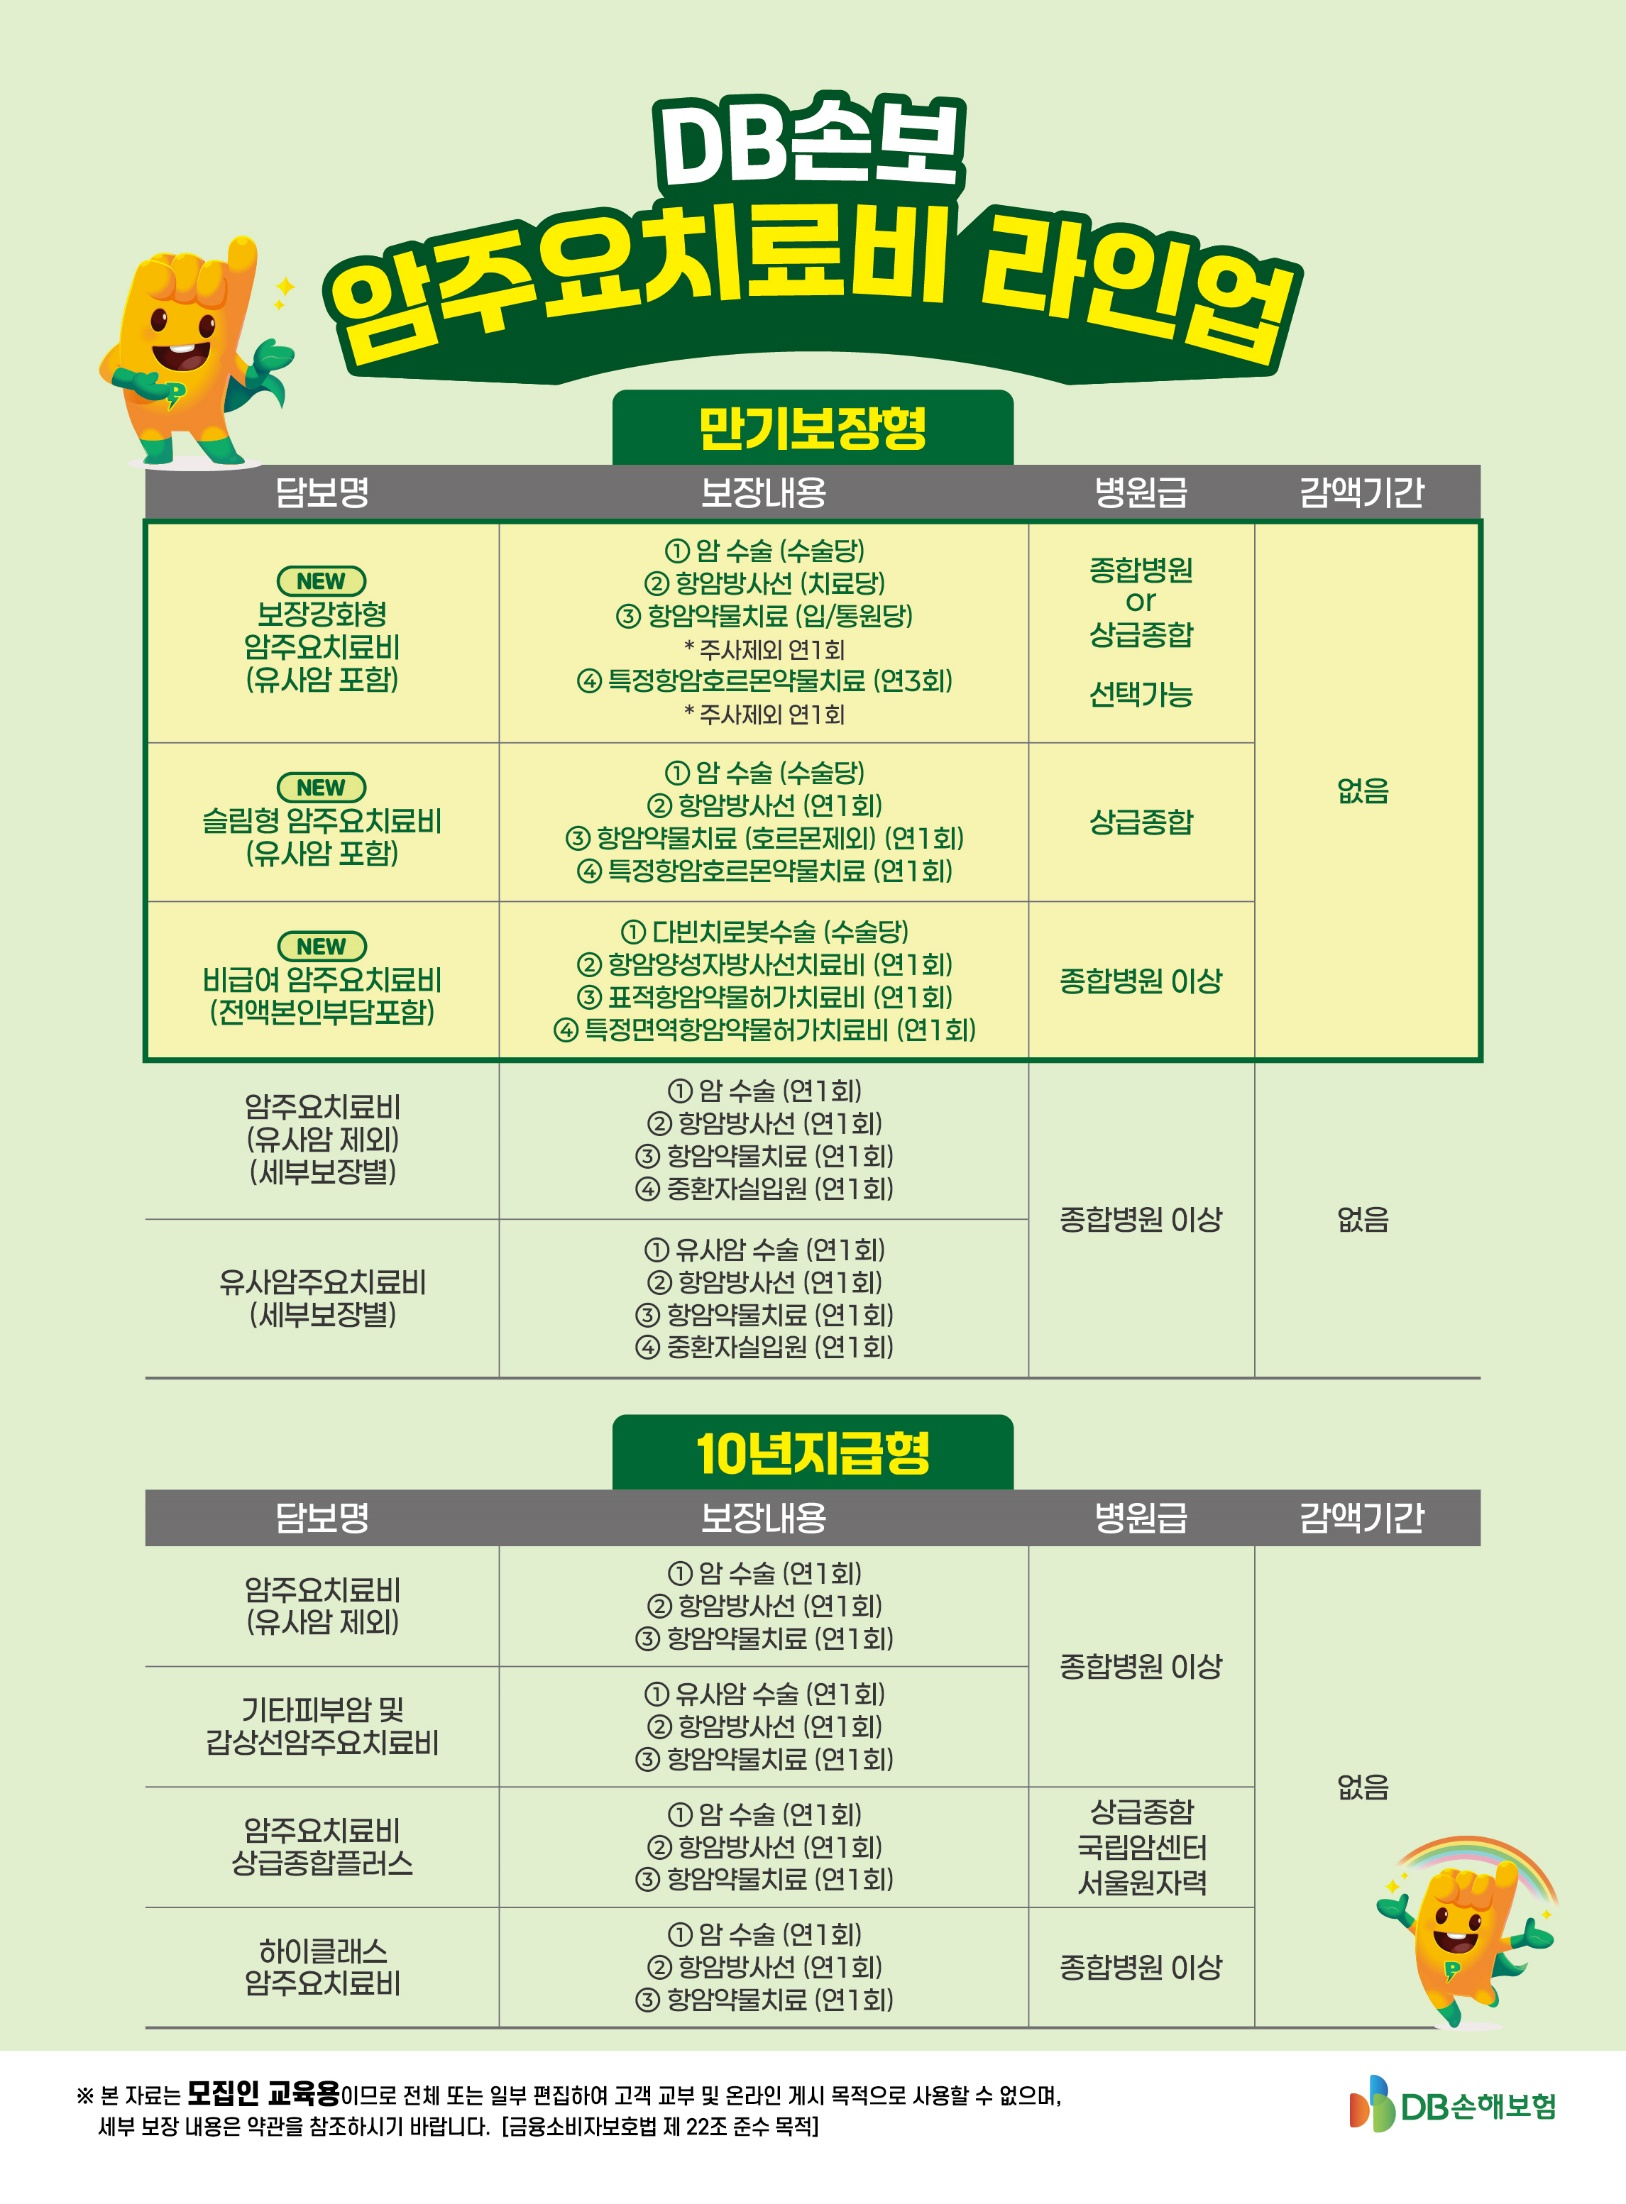 DB손보
암주요치료비 라인업
만기보장형
담보명 보장내용 병원급 감액기간
NEW
보장강화형
암주요치료비
(유사암 포함)
① 암 수술 (수술당)
② 항암방사선 (치료당)
③ 항암약물치료 (입/통원당)
* 주사제외 연1회
④ 특정항암호르몬약물치료 (연3회)
* 주사제외 연1회
종합병원
or
상급종합
선택가능
없음
NEW
슬림형 암주요치료비
(유사암 포함)
① 암 수술 (수술당)
② 항암방사선 (연1회)
③ 항암약물치료 (호르몬제외) (연1회)
④ 특정항암호르몬약물치료 (연1회)
상급종합
NEW
비급여 암주요치료비
(전액본인부담포함)
① 다빈치로봇수술 (수술당)
② 항암양성자방사선치료비 (연1회)
③ 표적항암약물허가치료비 (연1회)
④ 특정면역항암약물허가치료비 (연1회)
종합병원 이상
암주요치료비
(유사암 제외)
(세부보장별)
① 암 수술 (연1회)
② 항암방사선 (연1회)
③ 항암약물치료 (연1회)
④ 중환자실입원 (연1회)
종합병원 이상
없음
유사암주요치료비
(세부보장별)
① 유사암 수술 (연1회)
② 항암방사선 (연1회)
③ 항암약물치료 (연1회)
④ 중환자실입원 (연1회)
10년지급형
담보명 보장내용 병원급 감액기간
암주요치료비
(유사암 제외)
① 암 수술 (연1회)
② 항암방사선 (연1회)
③ 항암약물치료 (연1회)
종합병원 이상
없음
기타피부암 및
갑상선암주요치료비
① 유사암 수술 (연1회)
② 항암방사선 (연1회)
③ 항암약물치료 (연1회)
암주요치료비
상급종합플러스
① 암 수술 (연1회)
② 항암방사선 (연1회)
③ 항암약물치료 (연1회)
상급종함
국립암센터
서울원자력
하이클래스
암주요치료비
① 암 수술 (연1회)
② 항암방사선 (연1회)
③ 항암약물치료 (연1회)
종합병원 이상
※ 본 자료는 모집인 교육용이므로 전체 또는 일부 편집하여 고객 교부 및 온라인 게시 목적으로 사용할 수 없으며,
세부 보장 내용은 약관을 참조하시기 바랍니다. [금융소비자보호법 제 22조 준수 목적]
DB손해보험